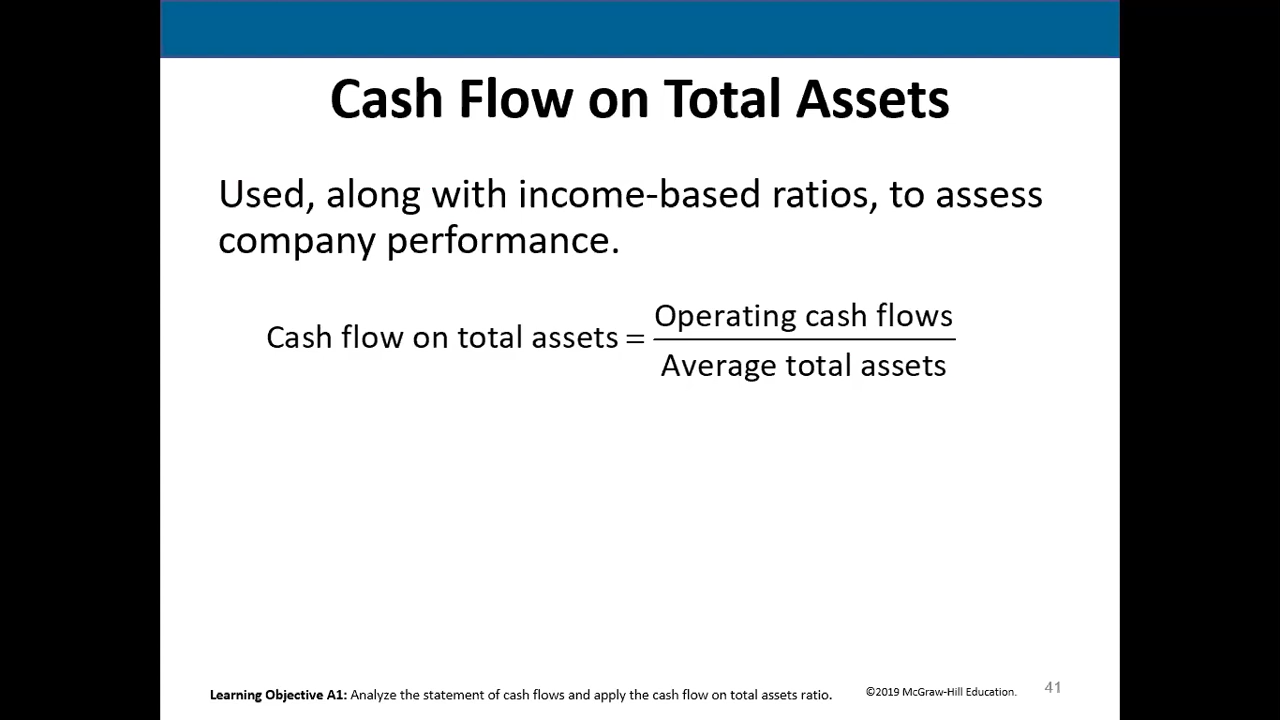 Cash Flow on Total Assets
Used, along with income-based ratios, to assess
company performance.
Cash flow on total assets = Operating cash flows
Average total assets
Learning Objective A1: Analyze the statement of cash flows and apply the cash flow on total assets ratio.
©2019 McGraw-Hill Education.
41